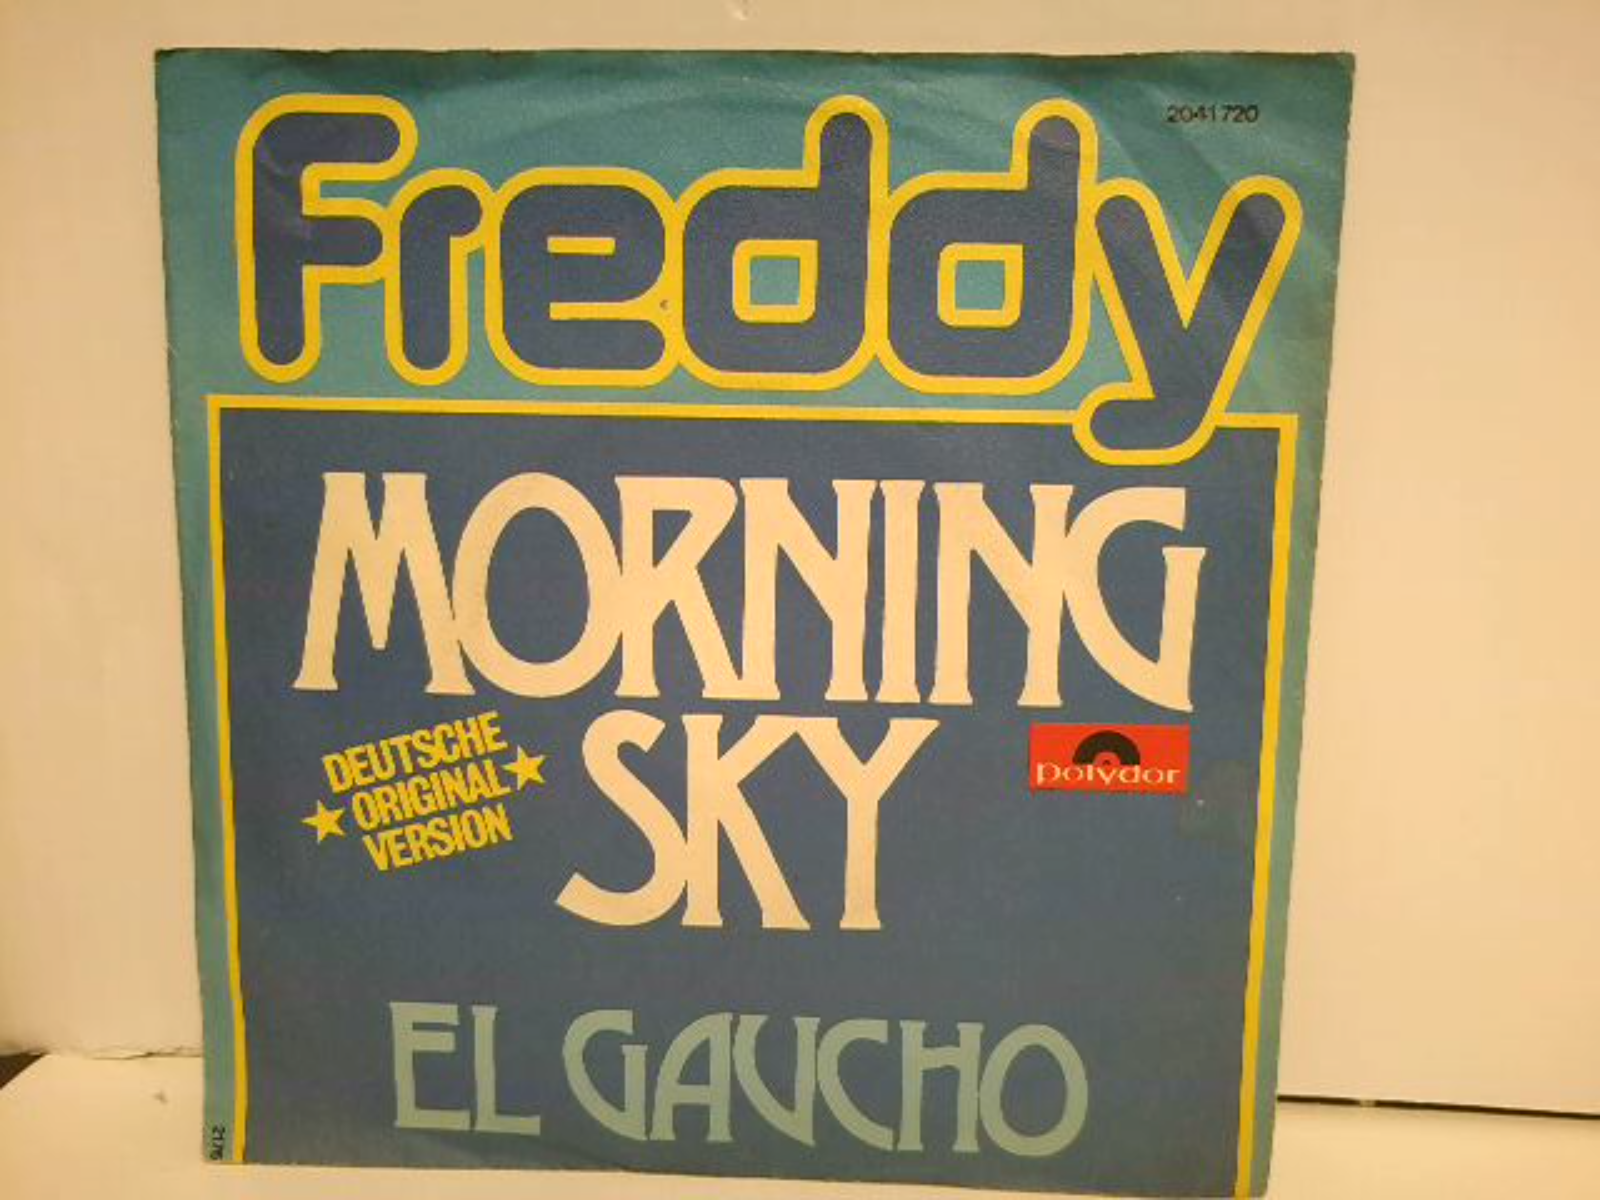 2041 720
Freddy
MORNING
SKY
DEUTSCHE
ORIGINAL
VERSION
polydor
EL GAUCHO